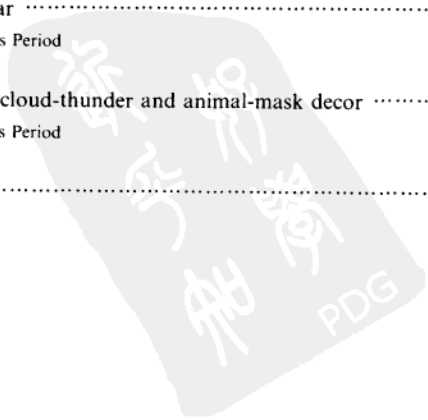 ar ……………………………………………
s Period
cloud-thunder and animal-mask decor ………
s Period
……………………………………………
PDG